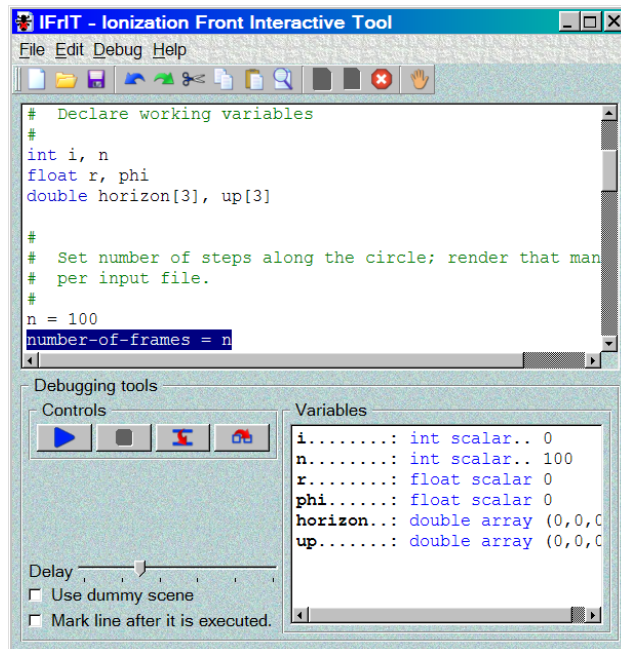 IFrIT - Ionization Front Interactive Tool
File Edit Debug Help
# Declare working variables
#
int i, n
float r, phi
double horizon[3], up[3]
#
# Set number of steps along the circle; render that man
# per input file.
#
n = 100
number-of-frames = n
Debugging tools
Controls
Variables
i........: int scalar.. 0
n........: int scalar.. 100
r........: float scalar 0
phi......: float scalar 0
horizon..: double array (0,0,0
up.......: double array (0,0,0
Delay
Use dummy scene
Mark line after it is executed.